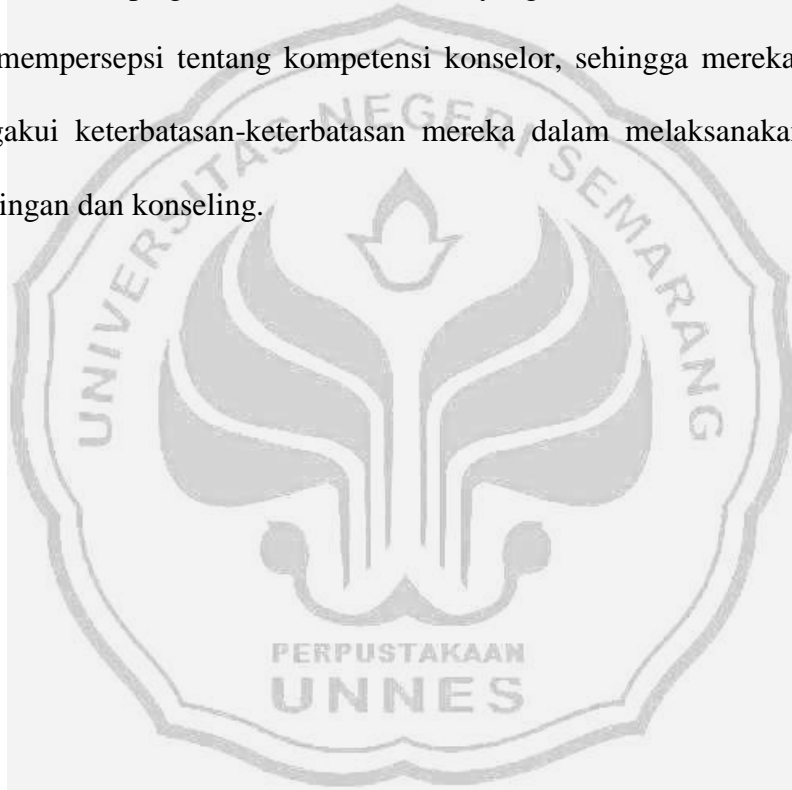 mempersepsi tentang kompetensi konselor, sehingga mereka
gakui keterbatasan-keterbatasan mereka dalam melaksanakan
ingan dan konseling.
UNIVERSITAS NEGERI SEMARANG
PERPUSTAKAAN
UNNES